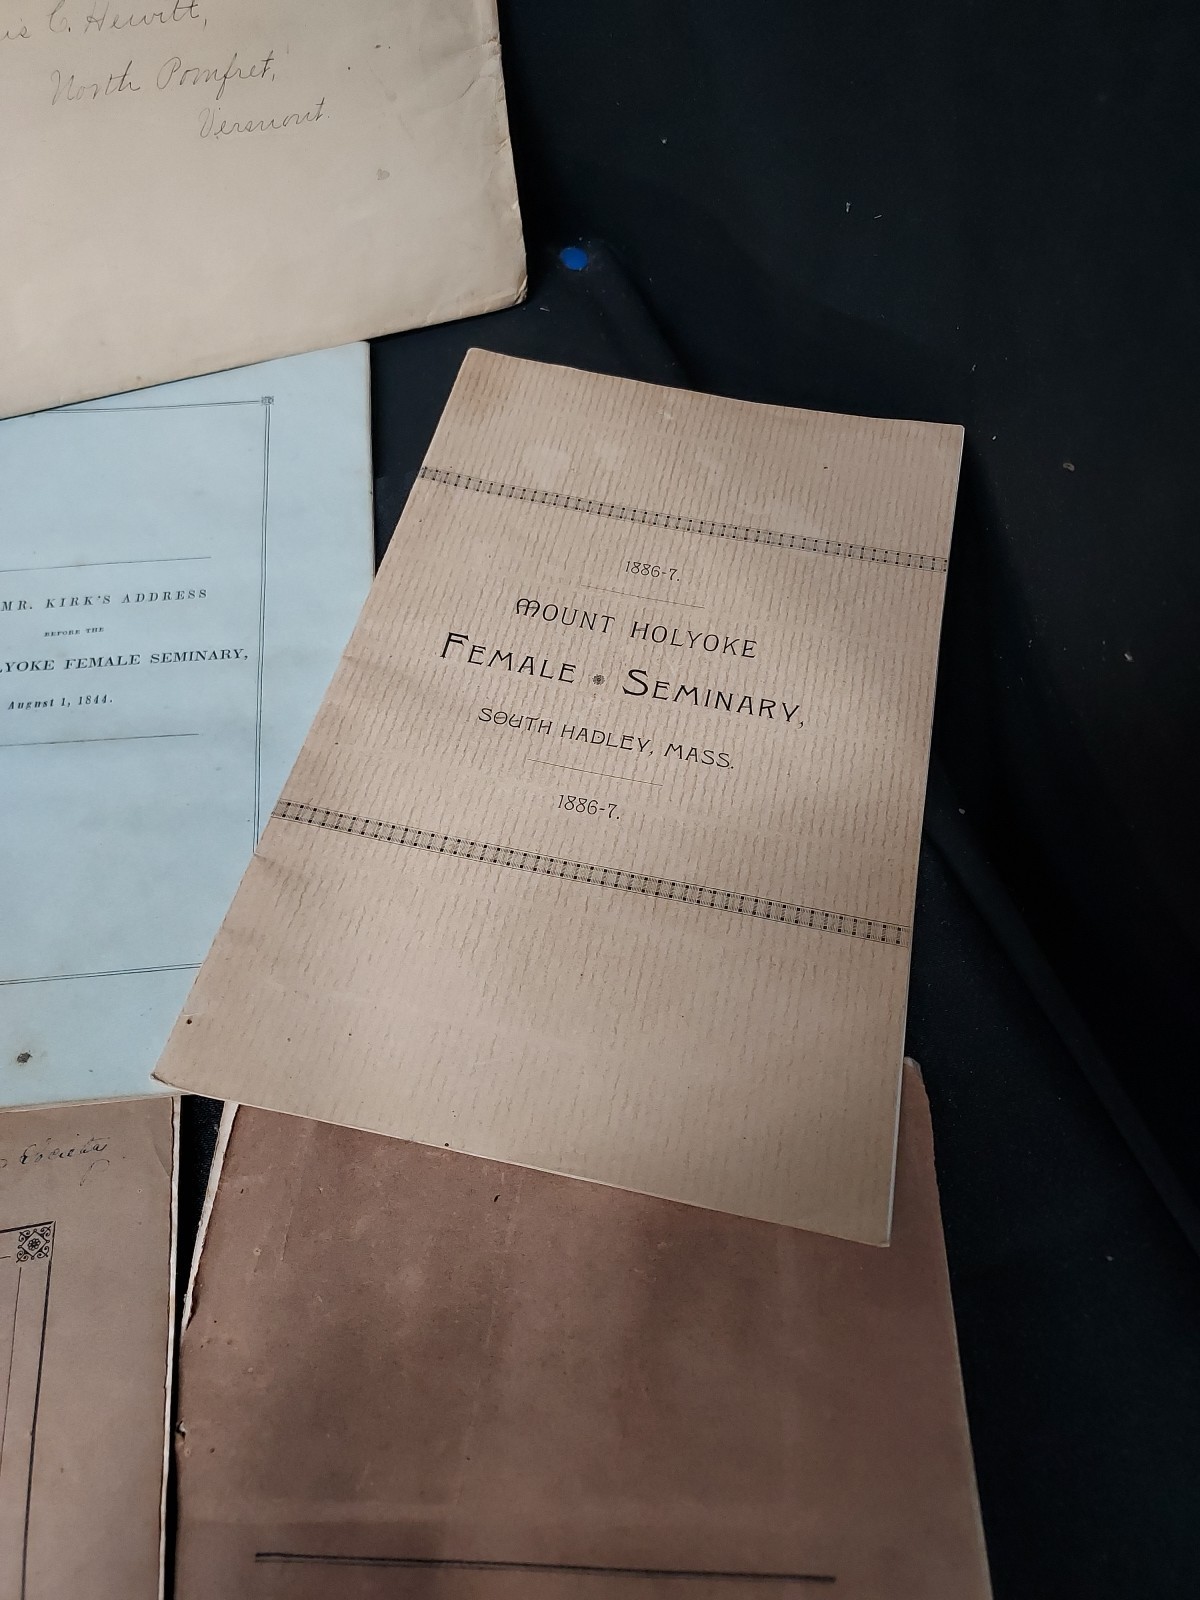 C. Hewitt,
North Pomfret,
Vermont.
MR. KIRK'S ADDRESS
BEFORE THE
LYOKE FEMALE SEMINARY,
August 1, 1844.
1886-7.
MOUNT HOLYOKE
FEMALE SEMINARY,
SOUTH HADLEY, MASS.
1886-7.